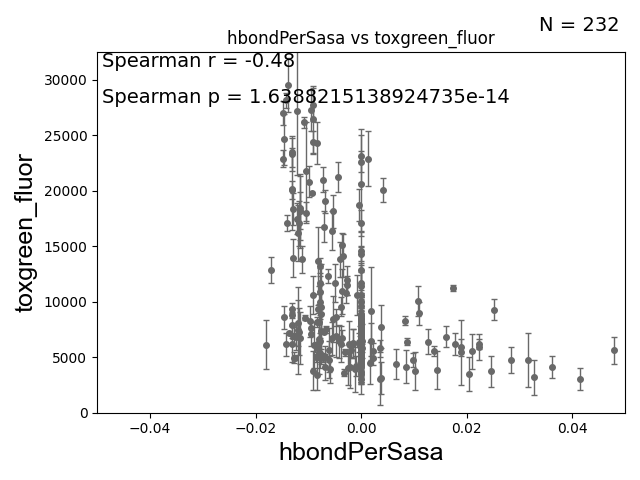 N = 232
hbondPerSasa vs toxgreen_fluor
Spearman r = -0.48
Spearman p = 1.6388215138924735e-14
toxgreen_fluor
30000
25000
20000
15000
10000
5000
0
−0.04 −0.02 0.00 0.02 0.04
hbondPerSasa